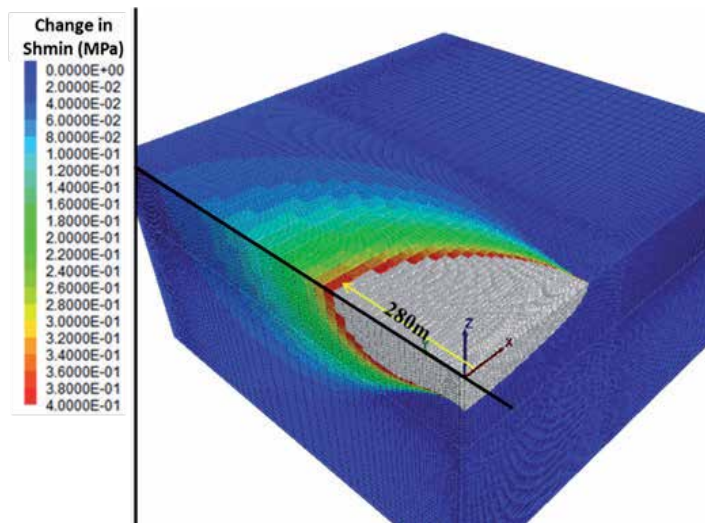 Change in
Shmin (MPa)
0.0000E+00
2.0000E-02
4.0000E-02
6.0000E-02
8.0000E-02
1.0000E-01
1.2000E-01
1.4000E-01
1.6000E-01
1.8000E-01
2.0000E-01
2.2000E-01
2.4000E-01
2.6000E-01
2.8000E-01
3.0000E-01
3.2000E-01
3.4000E-01
3.6000E-01
3.8000E-01
4.0000E-01
280m
Z
X